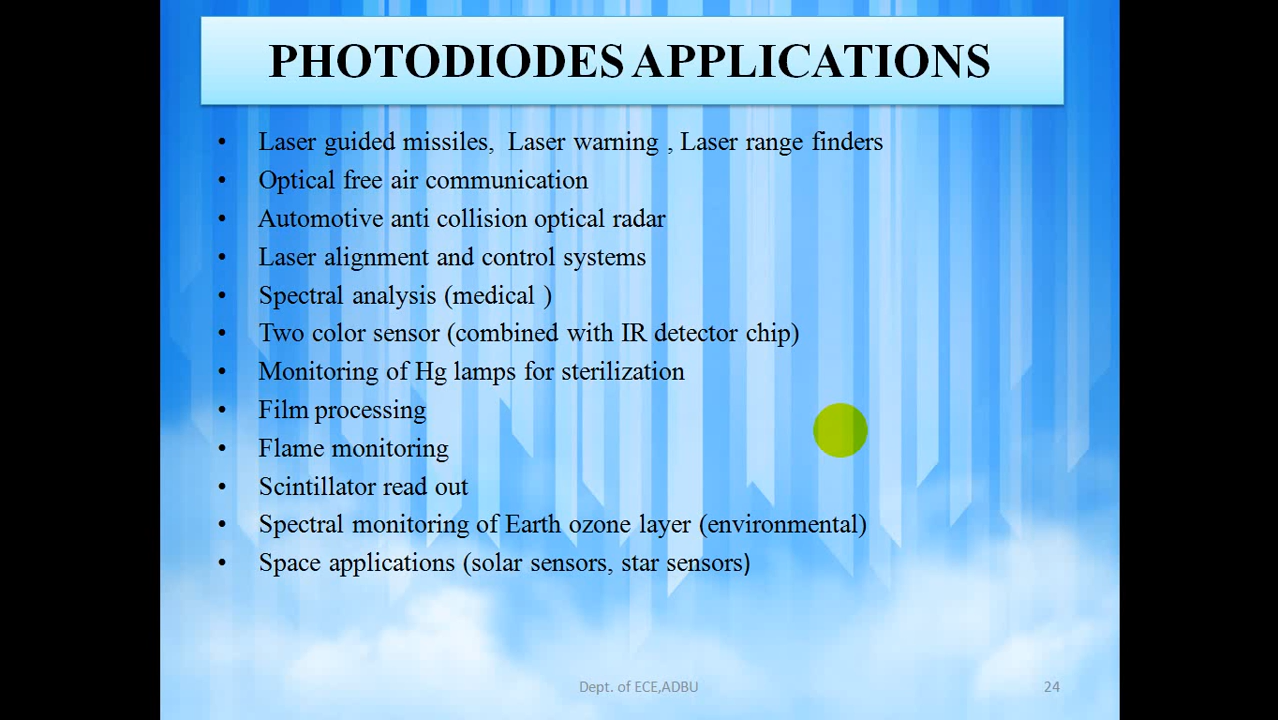 PHOTODIODES APPLICATIONS
• Laser guided missiles, Laser warning , Laser range finders
• Optical free air communication
• Automotive anti collision optical radar
• Laser alignment and control systems
• Spectral analysis (medical )
• Two color sensor (combined with IR detector chip)
• Monitoring of Hg lamps for sterilization
• Film processing
• Flame monitoring
• Scintillator read out
• Spectral monitoring of Earth ozone layer (environmental)
• Space applications (solar sensors, star sensors)
Dept. of ECE,ADBU 24